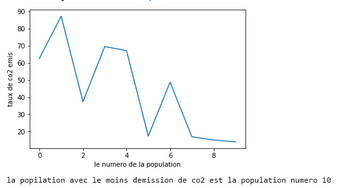 90
80
70
60
50
40
30
20
taux de co2 emis
0 2 4 6 8
le numero de la population
la popilation avec le moins demission de co2 est la population numero 10